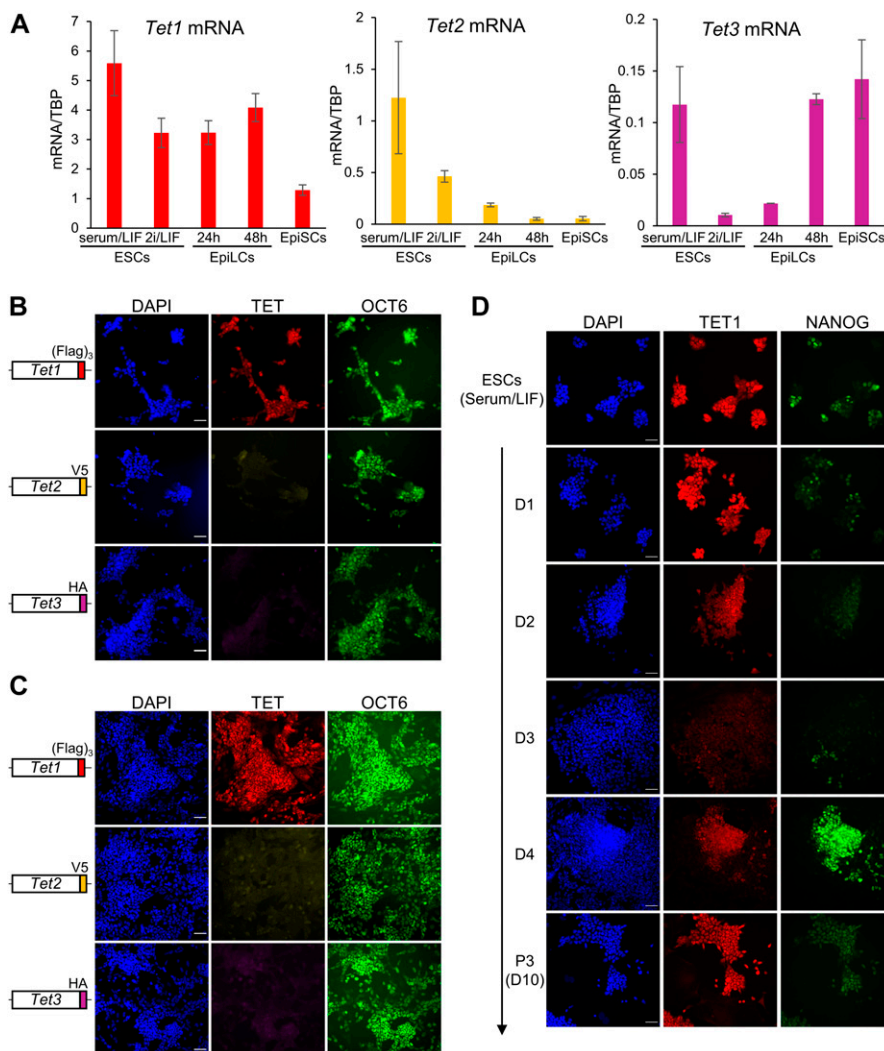 A
Tet1 mRNA
Tet2 mRNA
Tet3 mRNA
mRNA/TBP
7
6
5
4
3
2
1
0
serum/LIF 2i/LIF 24h 48h EpiSCs
ESCs EpiLCs
mRNA/TBP
2
1.5
1
0.5
0
serum/LIF 2i/LIF 24h 48h EpiSCs
ESCs EpiLCs
mRNA/TBP
0.2
0.15
0.1
0.05
0
serum/LIF 2i/LIF 24h 48h EpiSCs
ESCs EpiLCs
B
DAPI TET OCT6
(Flag)3
Tet1
V5
Tet2
HA
Tet3
C
DAPI TET OCT6
(Flag)3
Tet1
V5
Tet2
HA
Tet3
D
DAPI TET1 NANOG
ESCs
(Serum/LIF)
D1
D2
D3
D4
P3
(D10)